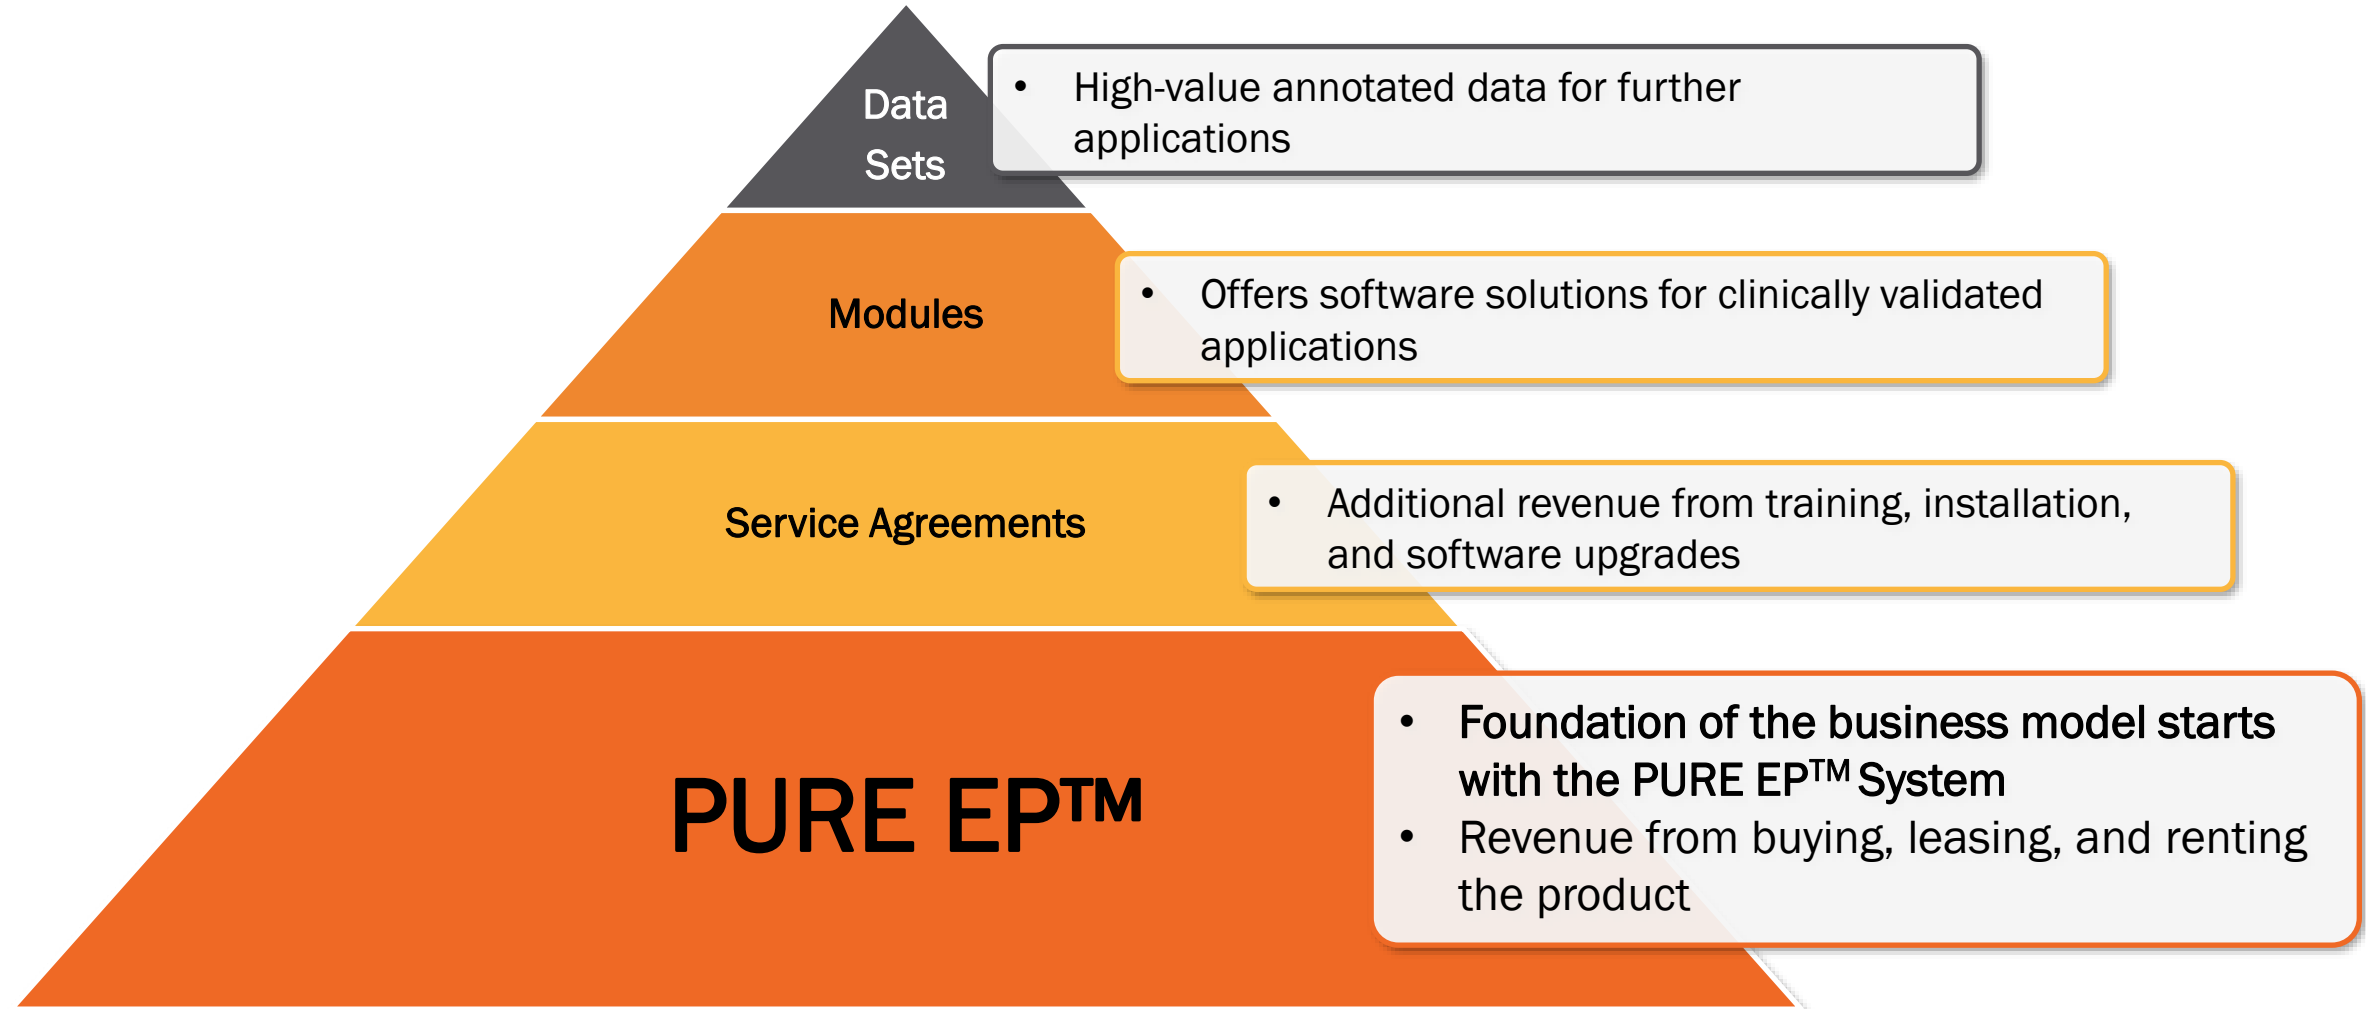 Data
Sets
• High-value annotated data for further
applications
Modules
• Offers software solutions for clinically validated
applications
Service Agreements
• Additional revenue from training, installation,
and software upgrades
PURE EP™
• Foundation of the business model starts
with the PURE EP™ System
• Revenue from buying, leasing, and renting
the product